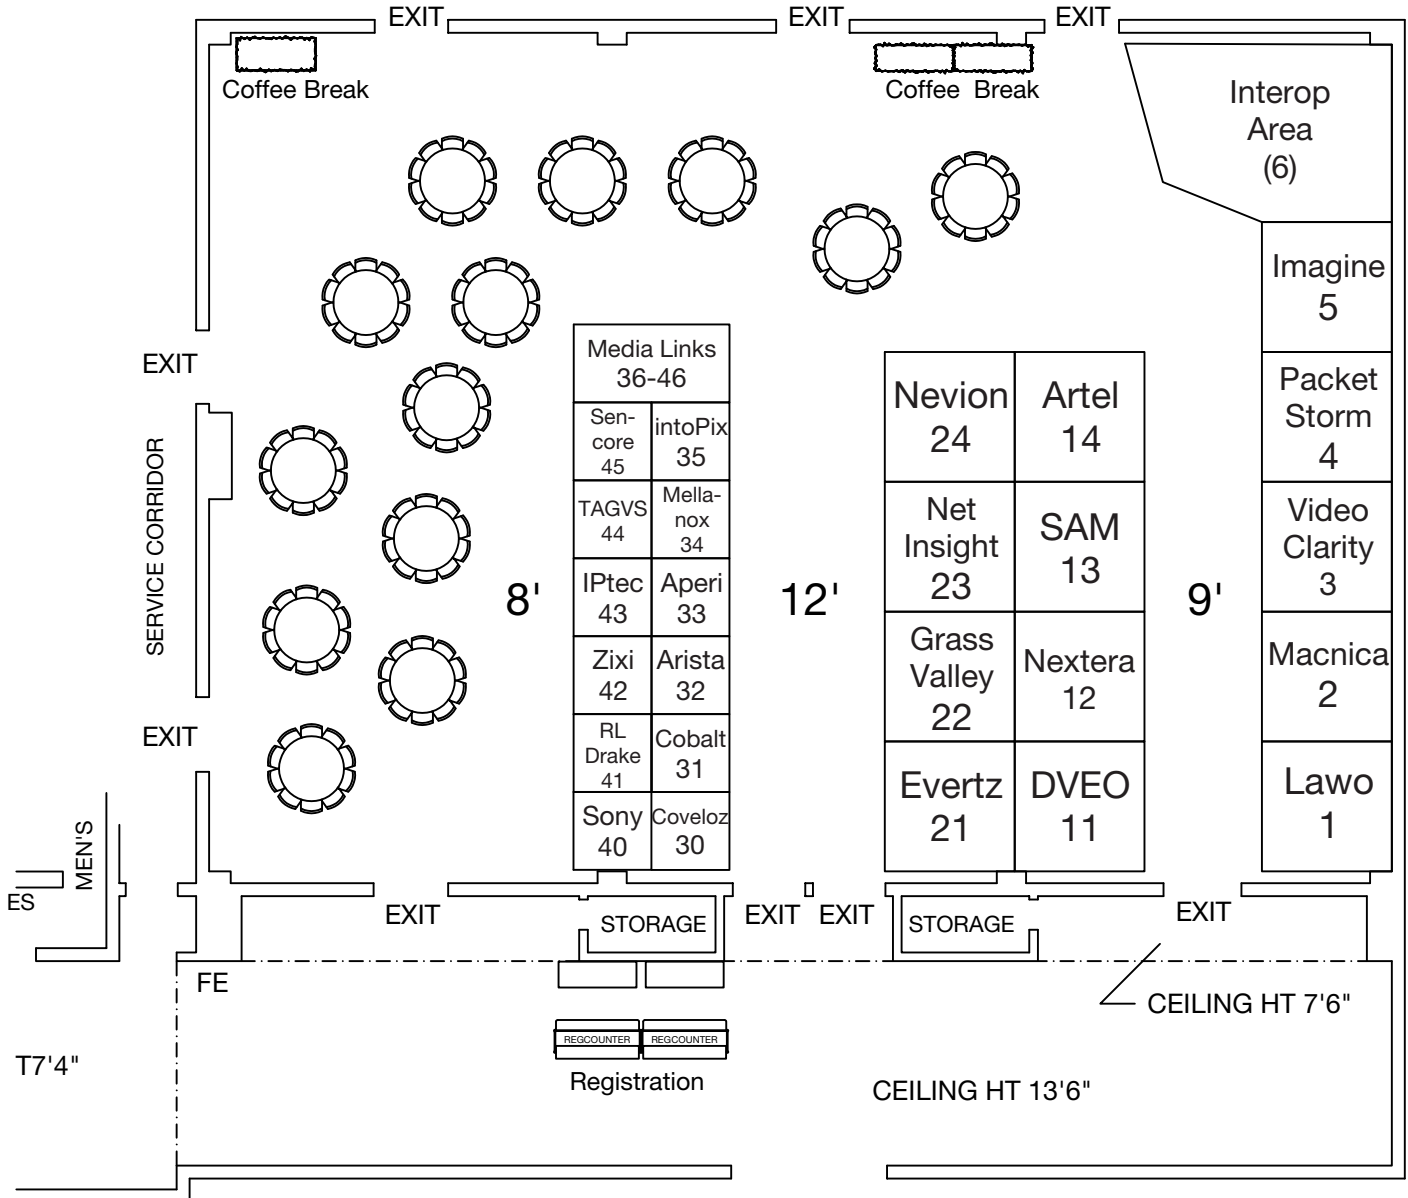 EXIT
EXIT
EXIT
Coffee Break
Coffee Break
Interop
Area
(6)
Imagine
5
EXIT
Media Links
36-46
Packet
Storm
4
Nevion
24
Artel
14
Sen-
core
45
intoPix
35
SERVICE CORRIDOR
TAGVS
44
Mella-
nox
34
Net
Insight
23
SAM
13
Video
Clarity
3
8'
12'
9'
IPtec
43
Aperi
33
Zixi
42
Arista
32
Grass
Valley
22
Nextera
12
Macnica
2
EXIT
RL
Drake
41
Cobalt
31
Evertz
21
DVEO
11
Lawo
1
Sony
40
Coveloz
30
MEN'S
ES
EXIT
STORAGE
EXIT
EXIT
STORAGE
EXIT
FE
CEILING HT 7'6"
REGCOUNTER
REGCOUNTER
Registration
T7'4"
CEILING HT 13'6"